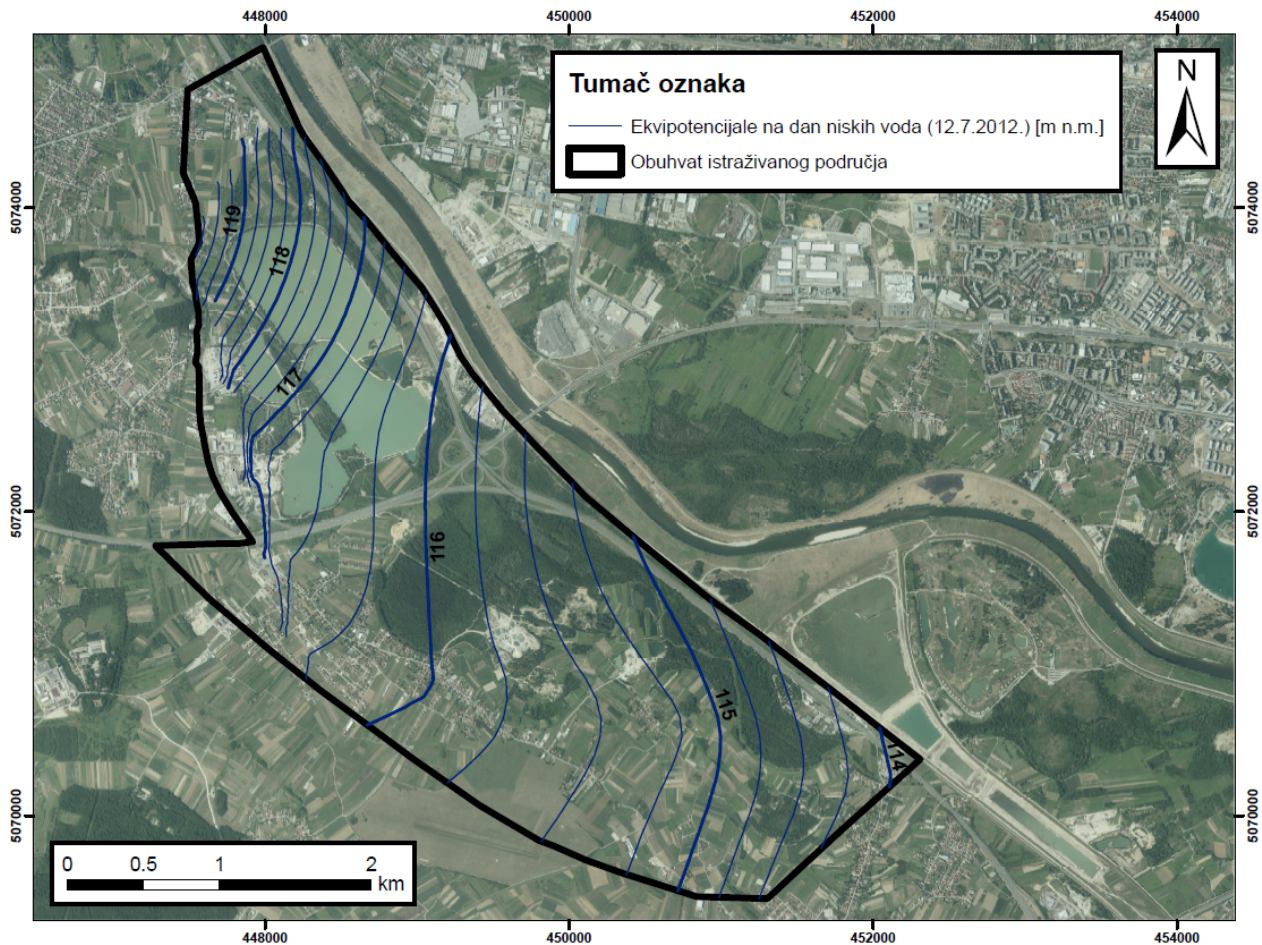 448000 450000 452000 454000
Tumač oznaka
Ekvipotencijale na dan niskih voda (12.7.2012.) [m n.m.]
Obuhvat istraživanog područja
N
5074000 5074000
119
118
117
5072000 5072000
116
115
114
5070000 5070000
0 0.5 1 2
km
448000 450000 452000 454000